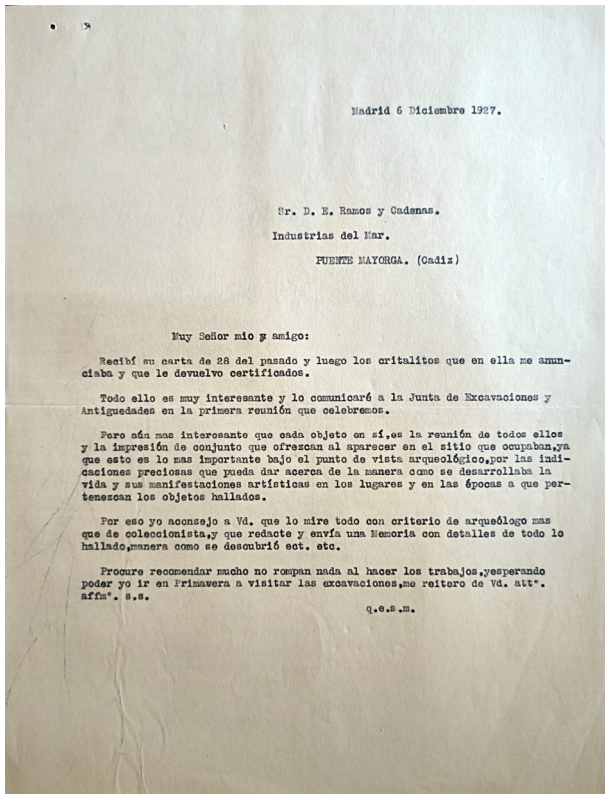 Madrid 6 Diciembre 1927.
Sr. D. E. Ramos y Cadenas.
Industrias del Mar.
PUENTE MAYORGA. (Cadiz)
Muy Señor mio y amigo:
Recibí su carta de 28 del pasado y luego los critalitos que en ella me anun-
ciaba y que le devuelvo certificados.
Todo ello es muy interesante y lo comunicaré a la Junta de Excavaciones y
Antiguedades en la primera reunión que celebremos.
Pero aún mas interesante que cada objeto en sí,es la reunión de todos ellos
y la impresión de conjunto que ofrezcan al aparecer en el sitio que ocupaban,ya
que esto es lo mas importante bajo el punto de vista arqueológico,por las indi-
caciones preciosas que pueda dar acerca de la manera como se desarrollaba la
vida y sus manifestaciones artísticas en los lugares y en las épocas a que per-
tenezcan los objetos hallados.
Por eso yo aconsejo a Vd. que lo mire todo con criterio de arqueólogo mas
que de coleccionista,y que redacte y envía una Memoria con detalles de todo lo
hallado,manera como se descubrió ect. etc.
Procure recomendar mucho no rompan nada al hacer los trabajos,yesperando
poder yo ir en Primavera a visitar las excavaciones,me reitero de Vd. attº.
affmº. s.s.
q.e.s.m.